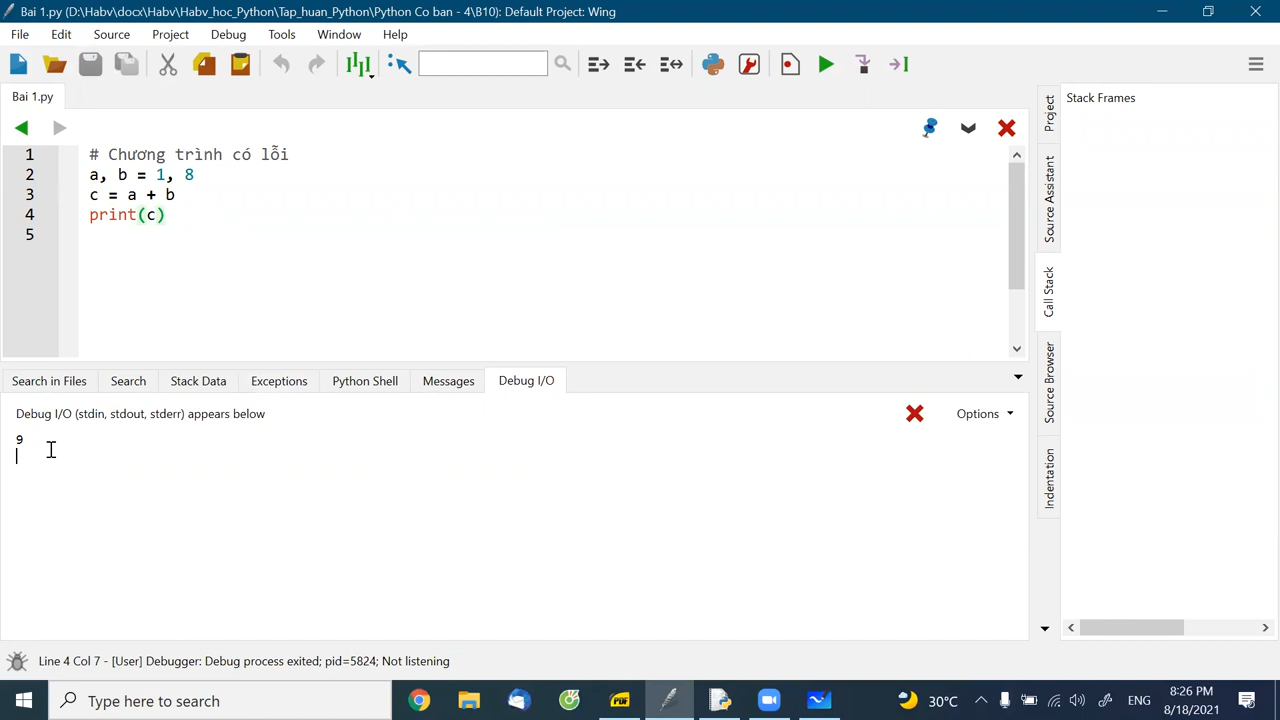 Bai 1.py (D:\Habv\docx\Habv\Habv_hoc_Python\Tap_huan_Python\Python Co ban - 4\B10): Default Project: Wing
File Edit Source Project Debug Tools Window Help
Bai 1.py
Stack Frames
1 # Chương trình có lỗi
2 a, b = 1, 8
3 c = a + b
4 print(c)
5
Project
Source Assistant
Call Stack
Source Browser
Indentation
Search in Files Search Stack Data Exceptions Python Shell Messages Debug I/O
Debug I/O (stdin, stdout, stderr) appears below
Options
9
Line 4 Col 7 - [User] Debugger: Debug process exited; pid=5824; Not listening
Type here to search
PDF
30°C
ENG
8:26 PM
8/18/2021